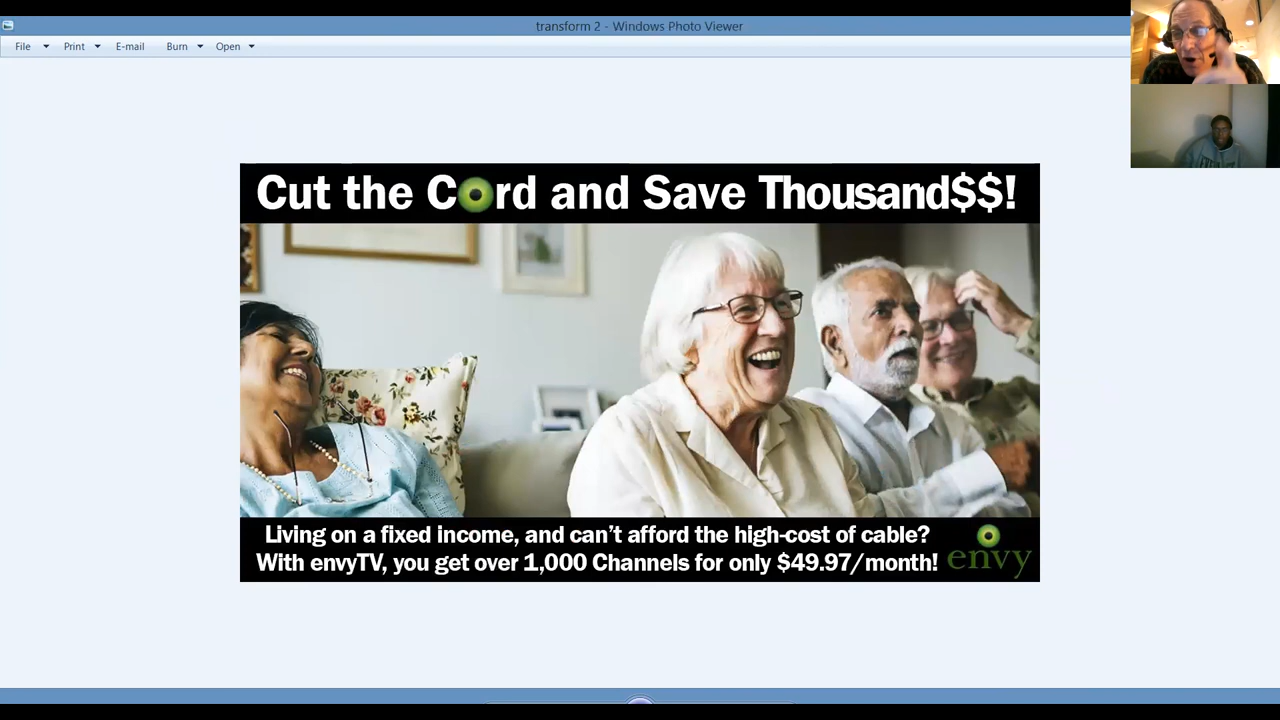 transform 2 - Windows Photo Viewer
File Print E-mail Burn Open
Cut the Cord and Save Thousand$$!
Living on a fixed income, and can't afford the high-cost of cable?
With envyTV, you get over 1,000 Channels for only $49.97/month!
envy